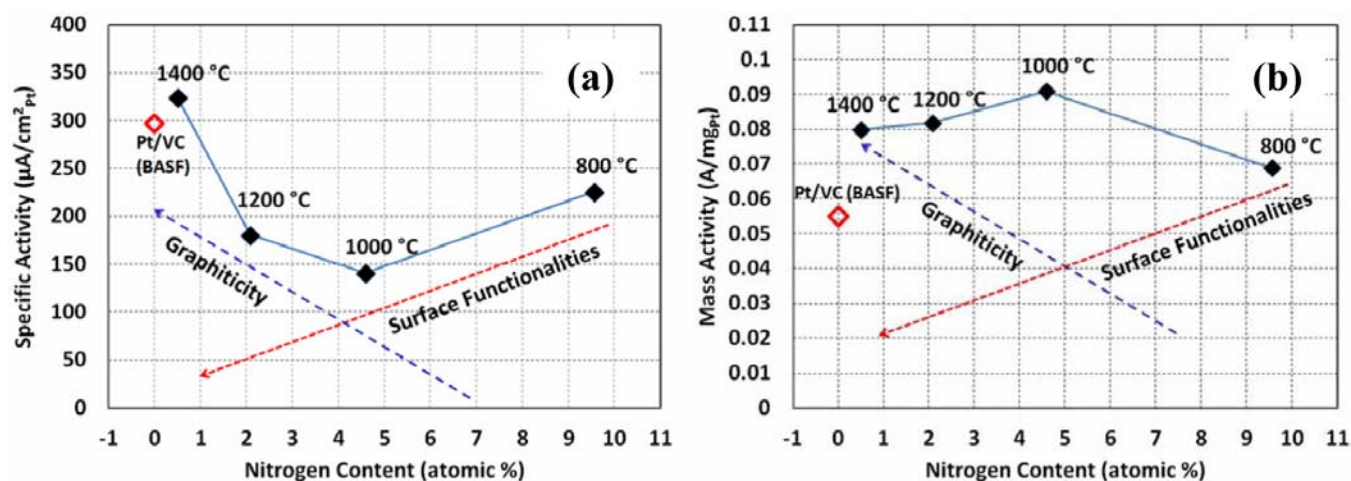 (a)
400
350
300
250
200
150
100
50
0
Specific Activity (µA/cm²Pt)
1400 °C
Pt/VC
(BASF)
1200 °C
1000 °C
800 °C
Graphiticity
Surface Functionalities
-1 0 1 2 3 4 5 6 7 8 9 10 11
Nitrogen Content (atomic %)
(b)
0.11
0.1
0.09
0.08
0.07
0.06
0.05
0.04
0.03
0.02
0.01
0
Mass Activity (A/mgPt)
1400 °C
1200 °C
1000 °C
800 °C
Pt/VC (BASF)
Graphiticity
Surface Functionalities
-1 0 1 2 3 4 5 6 7 8 9 10 11
Nitrogen Content (atomic %)